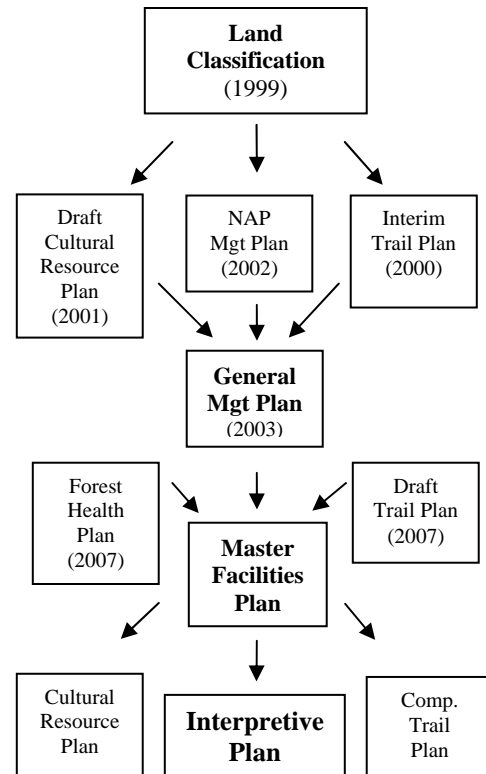 Land
Classification
(1999)
Draft
Cultural
Resource
Plan
(2001)
NAP
Mgt Plan
(2002)
Interim
Trail Plan
(2000)
General
Mgt Plan
(2003)
Forest
Health
Plan
(2007)
Draft
Trail Plan
(2007)
Master
Facilities
Plan
Cultural
Resource
Plan
Interpretive
Plan
Comp.
Trail
Plan